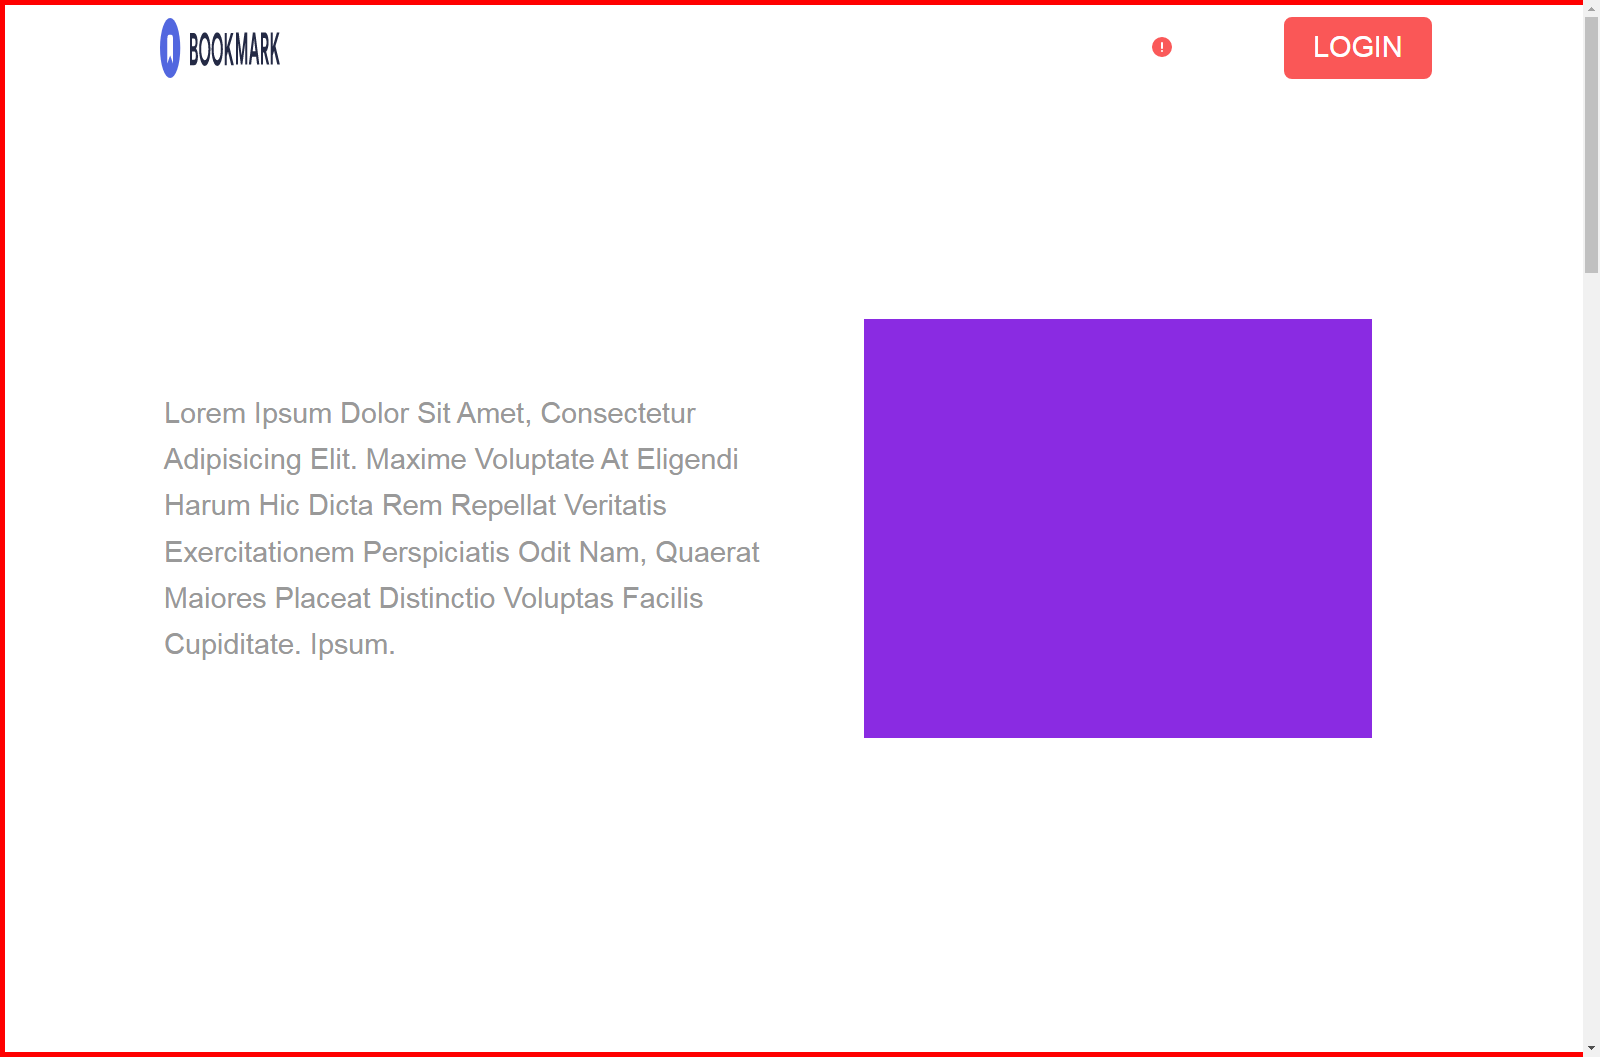 BOOKMARK
!
LOGIN
Lorem Ipsum Dolor Sit Amet, Consectetur
Adipisicing Elit. Maxime Voluptate At Eligendi
Harum Hic Dicta Rem Repellat Veritatis
Exercitationem Perspiciatis Odit Nam, Quaerat
Maiores Placeat Distinctio Voluptas Facilis
Cupiditate. Ipsum.